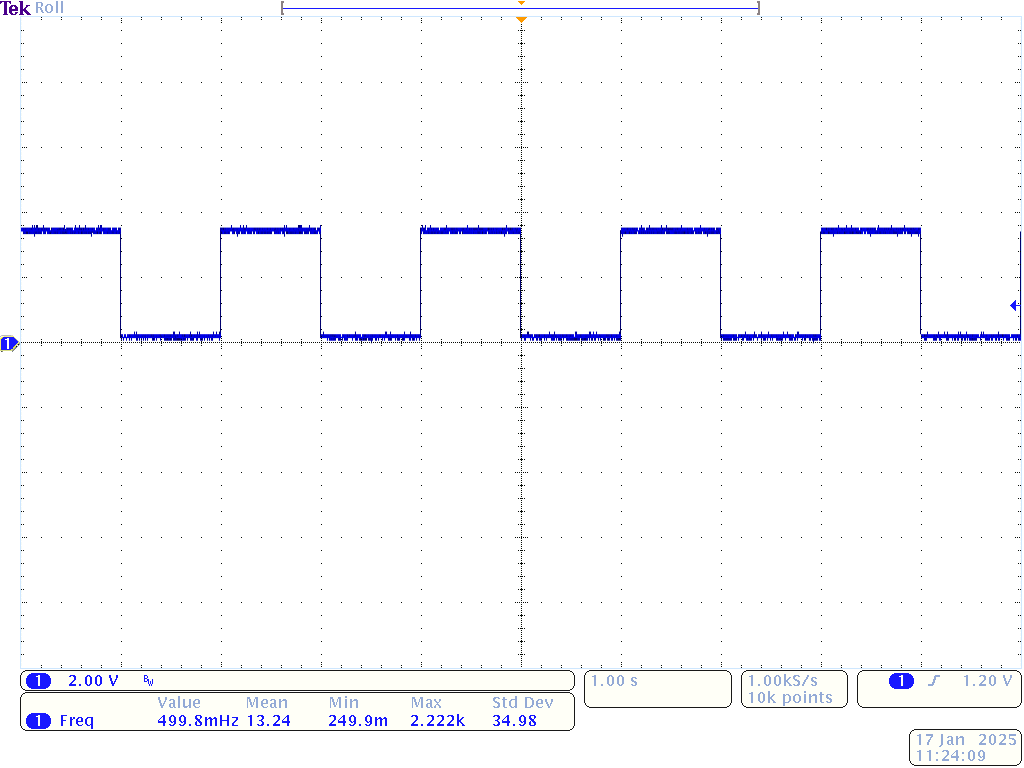 Tek Roll
1
1 2.00 V BW
1.00 s
1.00kS/s
10k points
1 1.20 V
Value Mean Min Max Std Dev
1 Freq 499.8mHz 13.24 249.9m 2.222k 34.98
17 Jan 2025
11:24:09